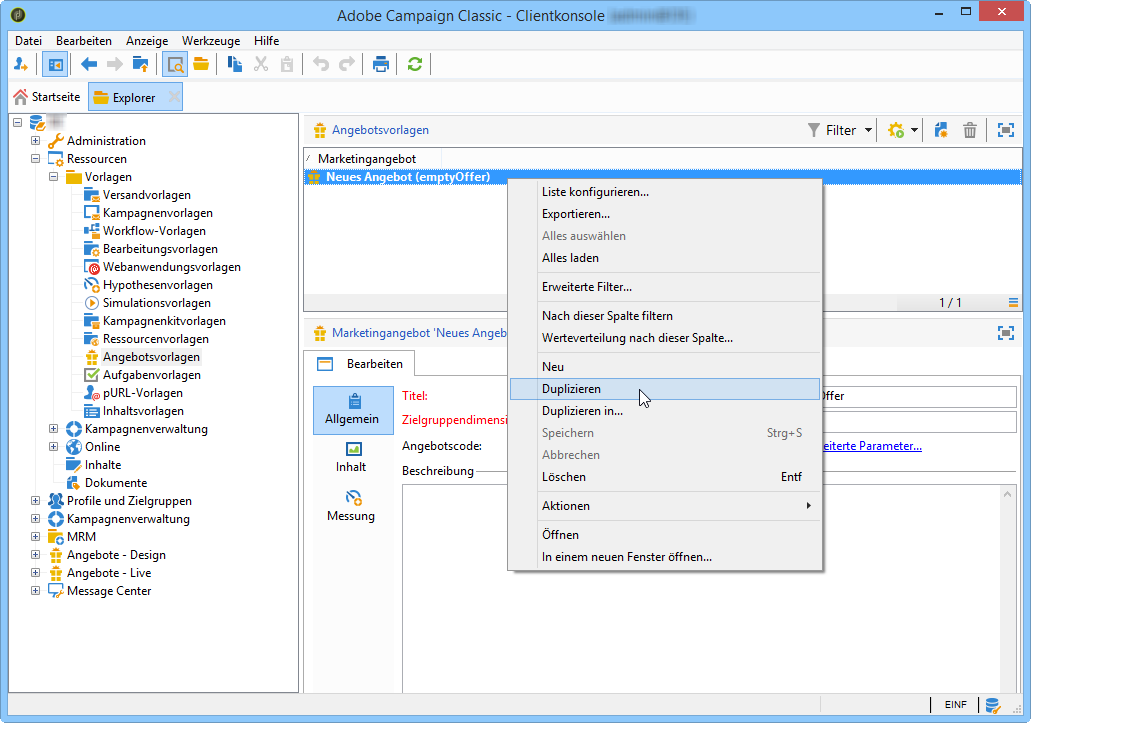 Adobe Campaign Classic - Clientkonsole
Datei Bearbeiten Anzeige Werkzeuge Hilfe
Startseite Explorer
Administration
Ressourcen
Vorlagen
Versandvorlagen
Kampagnenvorlagen
Workflow-Vorlagen
Bearbeitungsvorlagen
Webanwendungsvorlagen
Hypothesenvorlagen
Simulationsvorlagen
Kampagnenkitvorlagen
Ressourcenvorlagen
Angebotsvorlagen
Aufgabenvorlagen
pURL-Vorlagen
Inhaltsvorlagen
Kampagnenverwaltung
Online
Inhalte
Dokumente
Profile und Zielgruppen
Kampagnenverwaltung
MRM
Angebote - Design
Angebote - Live
Message Center
Angebotsvorlagen Filter
Marketingangebot
Neues Angebot (emptyOffer)
1 / 1
Marketingangebot 'Neues Angeb
Bearbeiten
Allgemein
Inhalt
Messung
Titel:
Zielgruppendimensi
Angebotscode:
Beschreibung
ffer
eiterte Parameter...
Liste konfigurieren...
Exportieren...
Alles auswählen
Alles laden
Erweiterte Filter...
Nach dieser Spalte filtern
Werteverteilung nach dieser Spalte...
Neu
Duplizieren
Duplizieren in...
Speichern Strg+S
Abbrechen
Löschen Entf
Aktionen
Öffnen
In einem neuen Fenster öffnen...
EINF